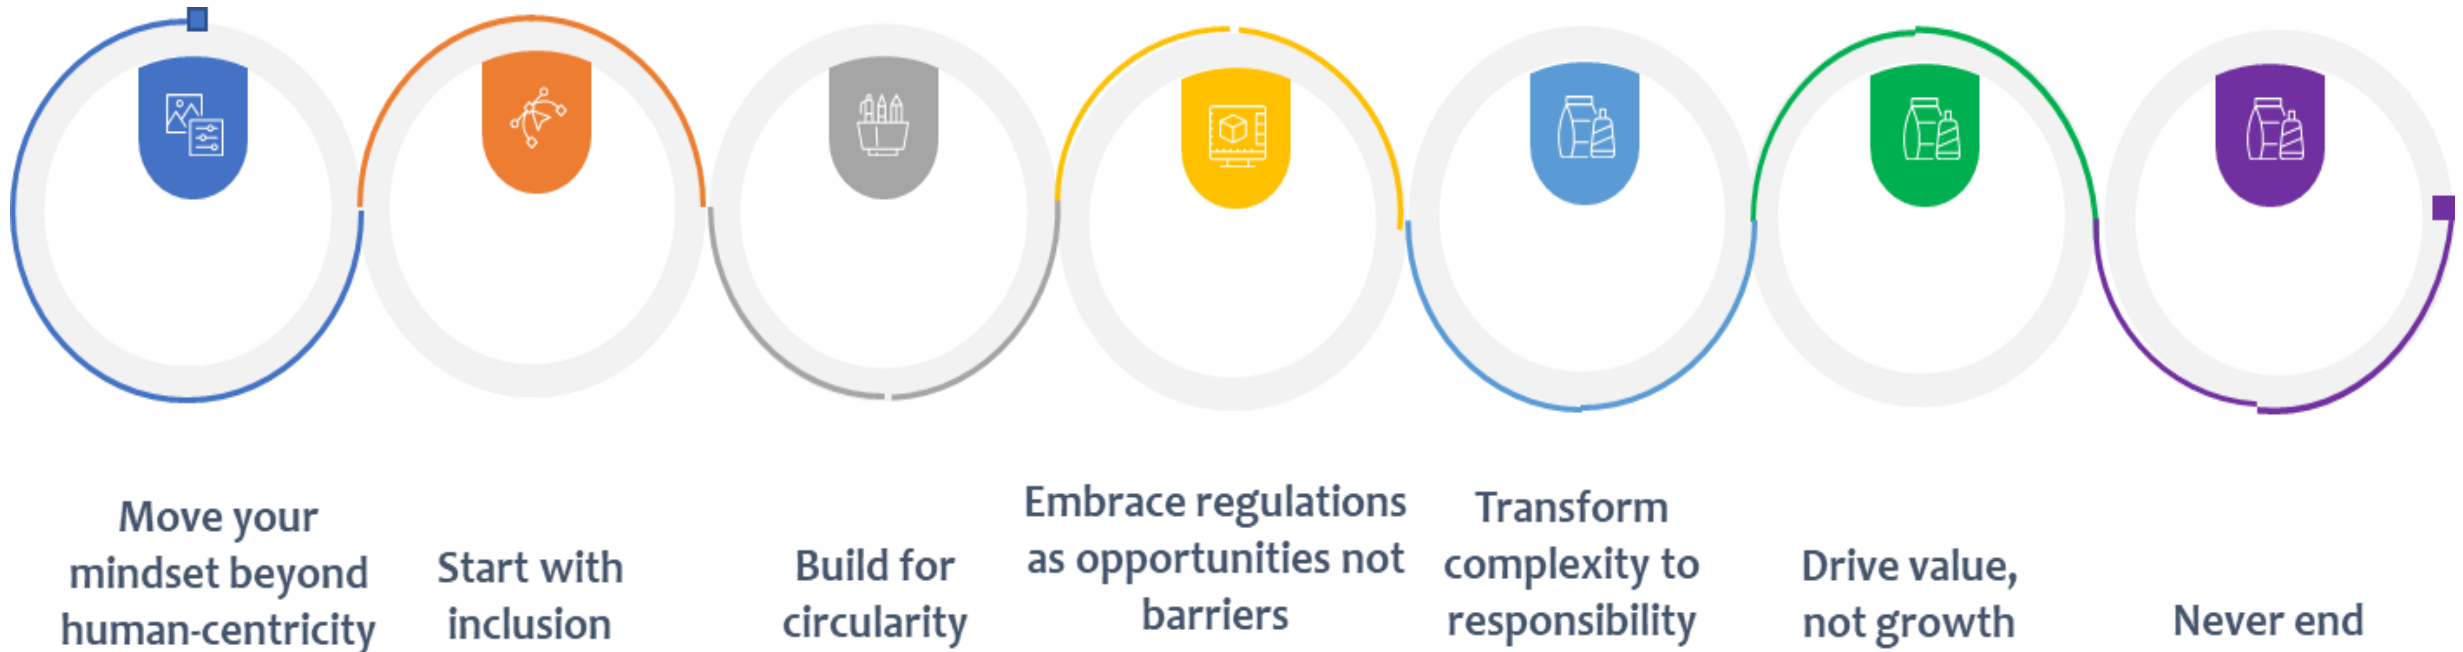 Move your
mindset beyond
human-centricity
Start with
inclusion
Build for
circularity
Embrace regulations
as opportunities not
barriers
Transform
complexity to
responsibility
Drive value,
not growth
Never end